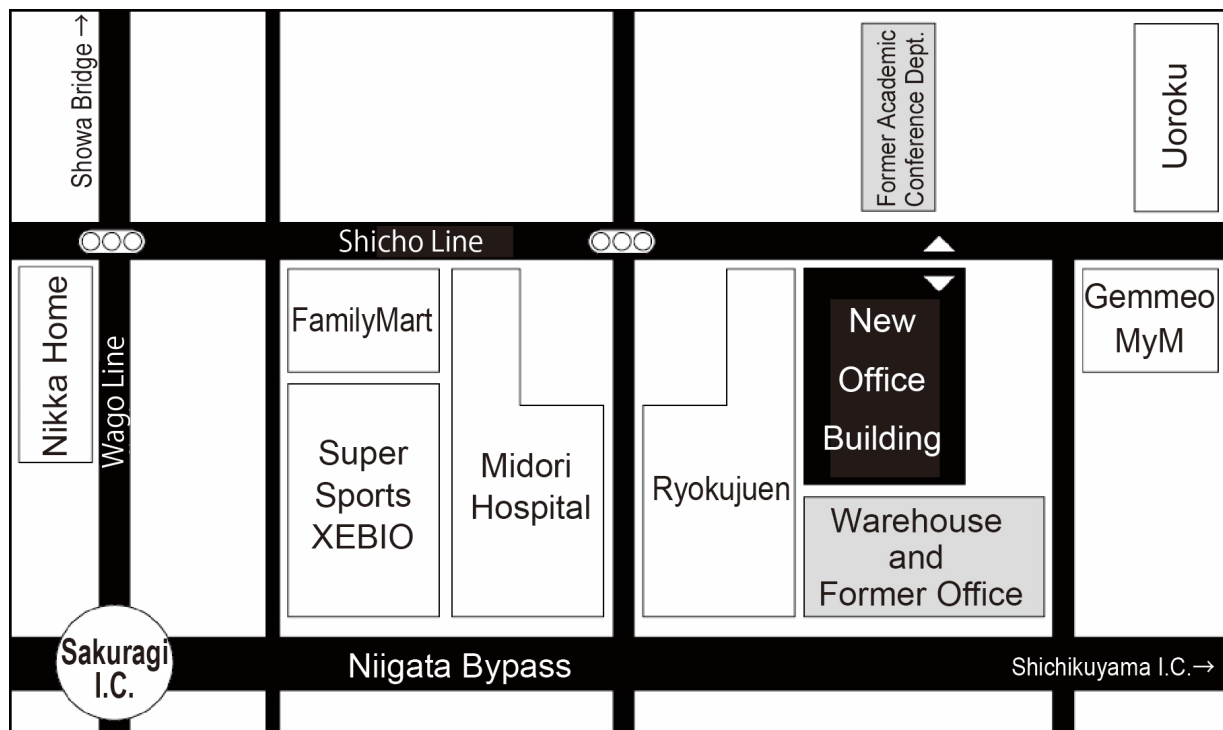 Showa Bridge →
Former Academic
Conference Dept.
Uoroku
Shicho Line
Nikka Home
Wago Line
FamilyMart
Super
Sports
XEBIO
Midori
Hospital
Ryokujuen
New
Office
Building
Gemmeo
MyM
Warehouse
and
Former Office
Sakuragi
I.C.
Niigata Bypass
Shichikuyama I.C.→